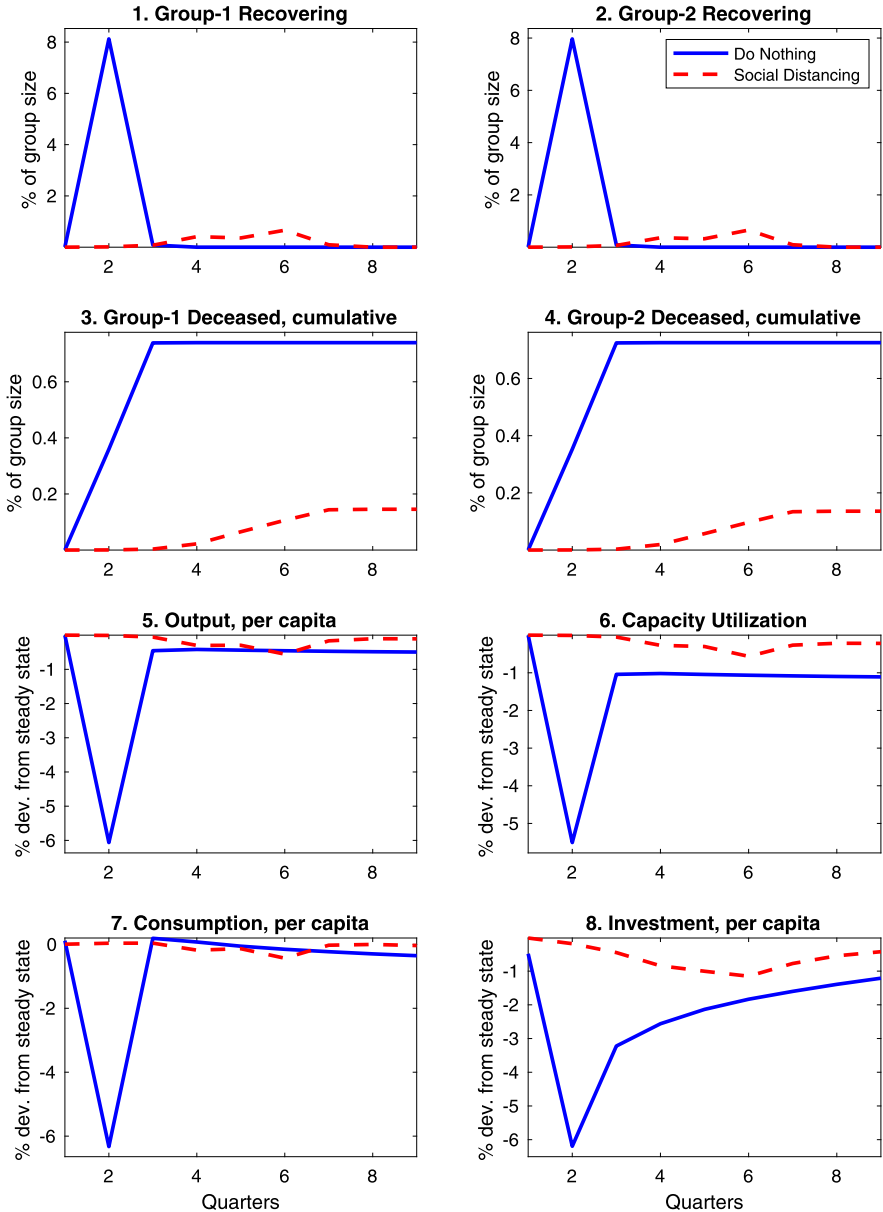 1. Group-1 Recovering
% of group size
8
6
4
2
2 4 6 8
2. Group-2 Recovering
Do Nothing
Social Distancing
% of group size
8
6
4
2
2 4 6 8
3. Group-1 Deceased, cumulative
% of group size
0.6
0.4
0.2
2 4 6 8
4. Group-2 Deceased, cumulative
% of group size
0.6
0.4
0.2
2 4 6 8
5. Output, per capita
% dev. from steady state
-1
-2
-3
-4
-5
-6
2 4 6 8
6. Capacity Utilization
% dev. from steady state
-1
-2
-3
-4
-5
2 4 6 8
7. Consumption, per capita
% dev. from steady state
0
-2
-4
-6
2 4 6 8
Quarters
8. Investment, per capita
% dev. from steady state
-1
-2
-3
-4
-5
-6
2 4 6 8
Quarters